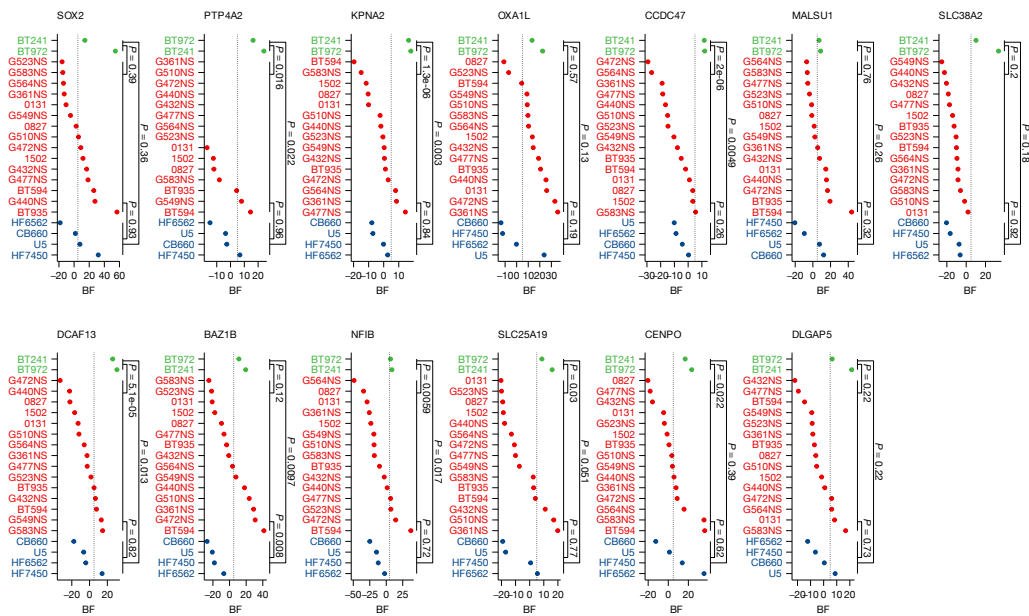 SOX2
BT241
BT972
G523NS
G583NS
G564NS
G361NS
0131
G549NS
0827
G510NS
G472NS
1502
G432NS
G477NS
BT594
G440NS
BT935
HF6562
CB660
U5
HF7450
P = 0.39
P = 0.36
P = 0.93
−20 0 20 40 60
BF
PTP4A2
BT972
BT241
G361NS
G510NS
G472NS
G440NS
G432NS
G477NS
G564NS
G523NS
0131
1502
0827
G583NS
BT935
G549NS
BT594
HF6562
U5
CB660
HF7450
P = 0.016
P = 0.022
P = 0.96
−10 0 10 20
BF
KPNA2
BT241
BT972
BT594
G583NS
1502
0827
0131
G510NS
G440NS
G523NS
G549NS
G432NS
BT935
G472NS
G564NS
G361NS
G477NS
CB660
U5
HF7450
HF6562
P = 1.3e−06
P = 0.003
P = 0.84
−20 −10 0 10
BF
OXA1L
BT241
BT972
0827
G523NS
BT594
G549NS
G510NS
G583NS
G564NS
1502
G432NS
G477NS
BT935
G440NS
0131
G472NS
G361NS
CB660
HF7450
HF6562
U5
P = 0.57
P = 0.13
P = 0.19
−10 0 10 20 30
BF
CCDC47
BT241
BT972
G472NS
G564NS
G361NS
G477NS
G440NS
G510NS
G523NS
G549NS
G432NS
BT935
BT594
0131
0827
1502
G583NS
CB660
U5
HF6562
HF7450
P = 2e−06
P = 0.0049
P = 0.26
−30 −20 −10 0 10
BF
MALSU1
BT241
BT972
G564NS
G583NS
G477NS
G523NS
G510NS
0827
1502
G549NS
G361NS
G432NS
0131
G440NS
G472NS
BT935
BT594
HF7450
HF6562
U5
CB660
P = 0.76
P = 0.26
P = 0.32
−20 0 20 40
BF
SLC38A2
BT241
BT972
G549NS
G440NS
G432NS
0827
G477NS
1502
BT935
G523NS
BT594
G564NS
G361NS
G472NS
G583NS
G510NS
0131
CB660
HF7450
U5
HF6562
P = 0.2
P = 0.18
P = 0.92
−20 0 20
BF
DCAF13
BT241
BT972
G472NS
G440NS
0827
1502
0131
G510NS
G564NS
G361NS
G477NS
G523NS
BT935
G432NS
BT594
G549NS
G583NS
CB660
U5
HF6562
HF7450
P = 5.1e−05
P = 0.013
P = 0.82
−20 0 20
BF
BAZ1B
BT972
BT241
G583NS
G523NS
0131
1502
0827
G477NS
BT935
G432NS
G564NS
G549NS
G440NS
G510NS
G361NS
G472NS
BT594
CB660
U5
HF7450
HF6562
P = 0.12
P = 0.0097
P = 0.008
−20 0 20 40
BF
NFIB
BT972
BT241
G564NS
0827
0131
G361NS
1502
G549NS
G510NS
G583NS
BT935
G432NS
G440NS
G477NS
G523NS
G472NS
BT594
CB660
HF7450
U5
HF6562
P = 0.0059
P = 0.017
P = 0.72
−50 −25 0 25
BF
SLC25A19
BT972
BT241
0131
G523NS
0827
1502
G440NS
G564NS
G472NS
G477NS
G549NS
G583NS
BT935
BT594
G432NS
G510NS
G361NS
CB660
U5
HF7450
HF6562
P = 0.03
P = 0.051
P = 0.77
−20 −10 0 10 20
BF
CENPO
BT972
BT241
0827
G477NS
G432NS
0131
G523NS
1502
BT935
G510NS
G549NS
G440NS
G361NS
G472NS
G564NS
G583NS
BT594
CB660
U5
HF7450
HF6562
P = 0.022
P = 0.39
P = 0.62
−20 0 20
BF
DLGAP5
BT972
BT241
G432NS
G477NS
BT594
G549NS
G523NS
G361NS
BT935
0827
G510NS
1502
G440NS
G472NS
G564NS
0131
G583NS
HF6562
HF7450
CB660
U5
P = 0.22
P = 0.22
P = 0.73
−20 −10 0 10 20
BF